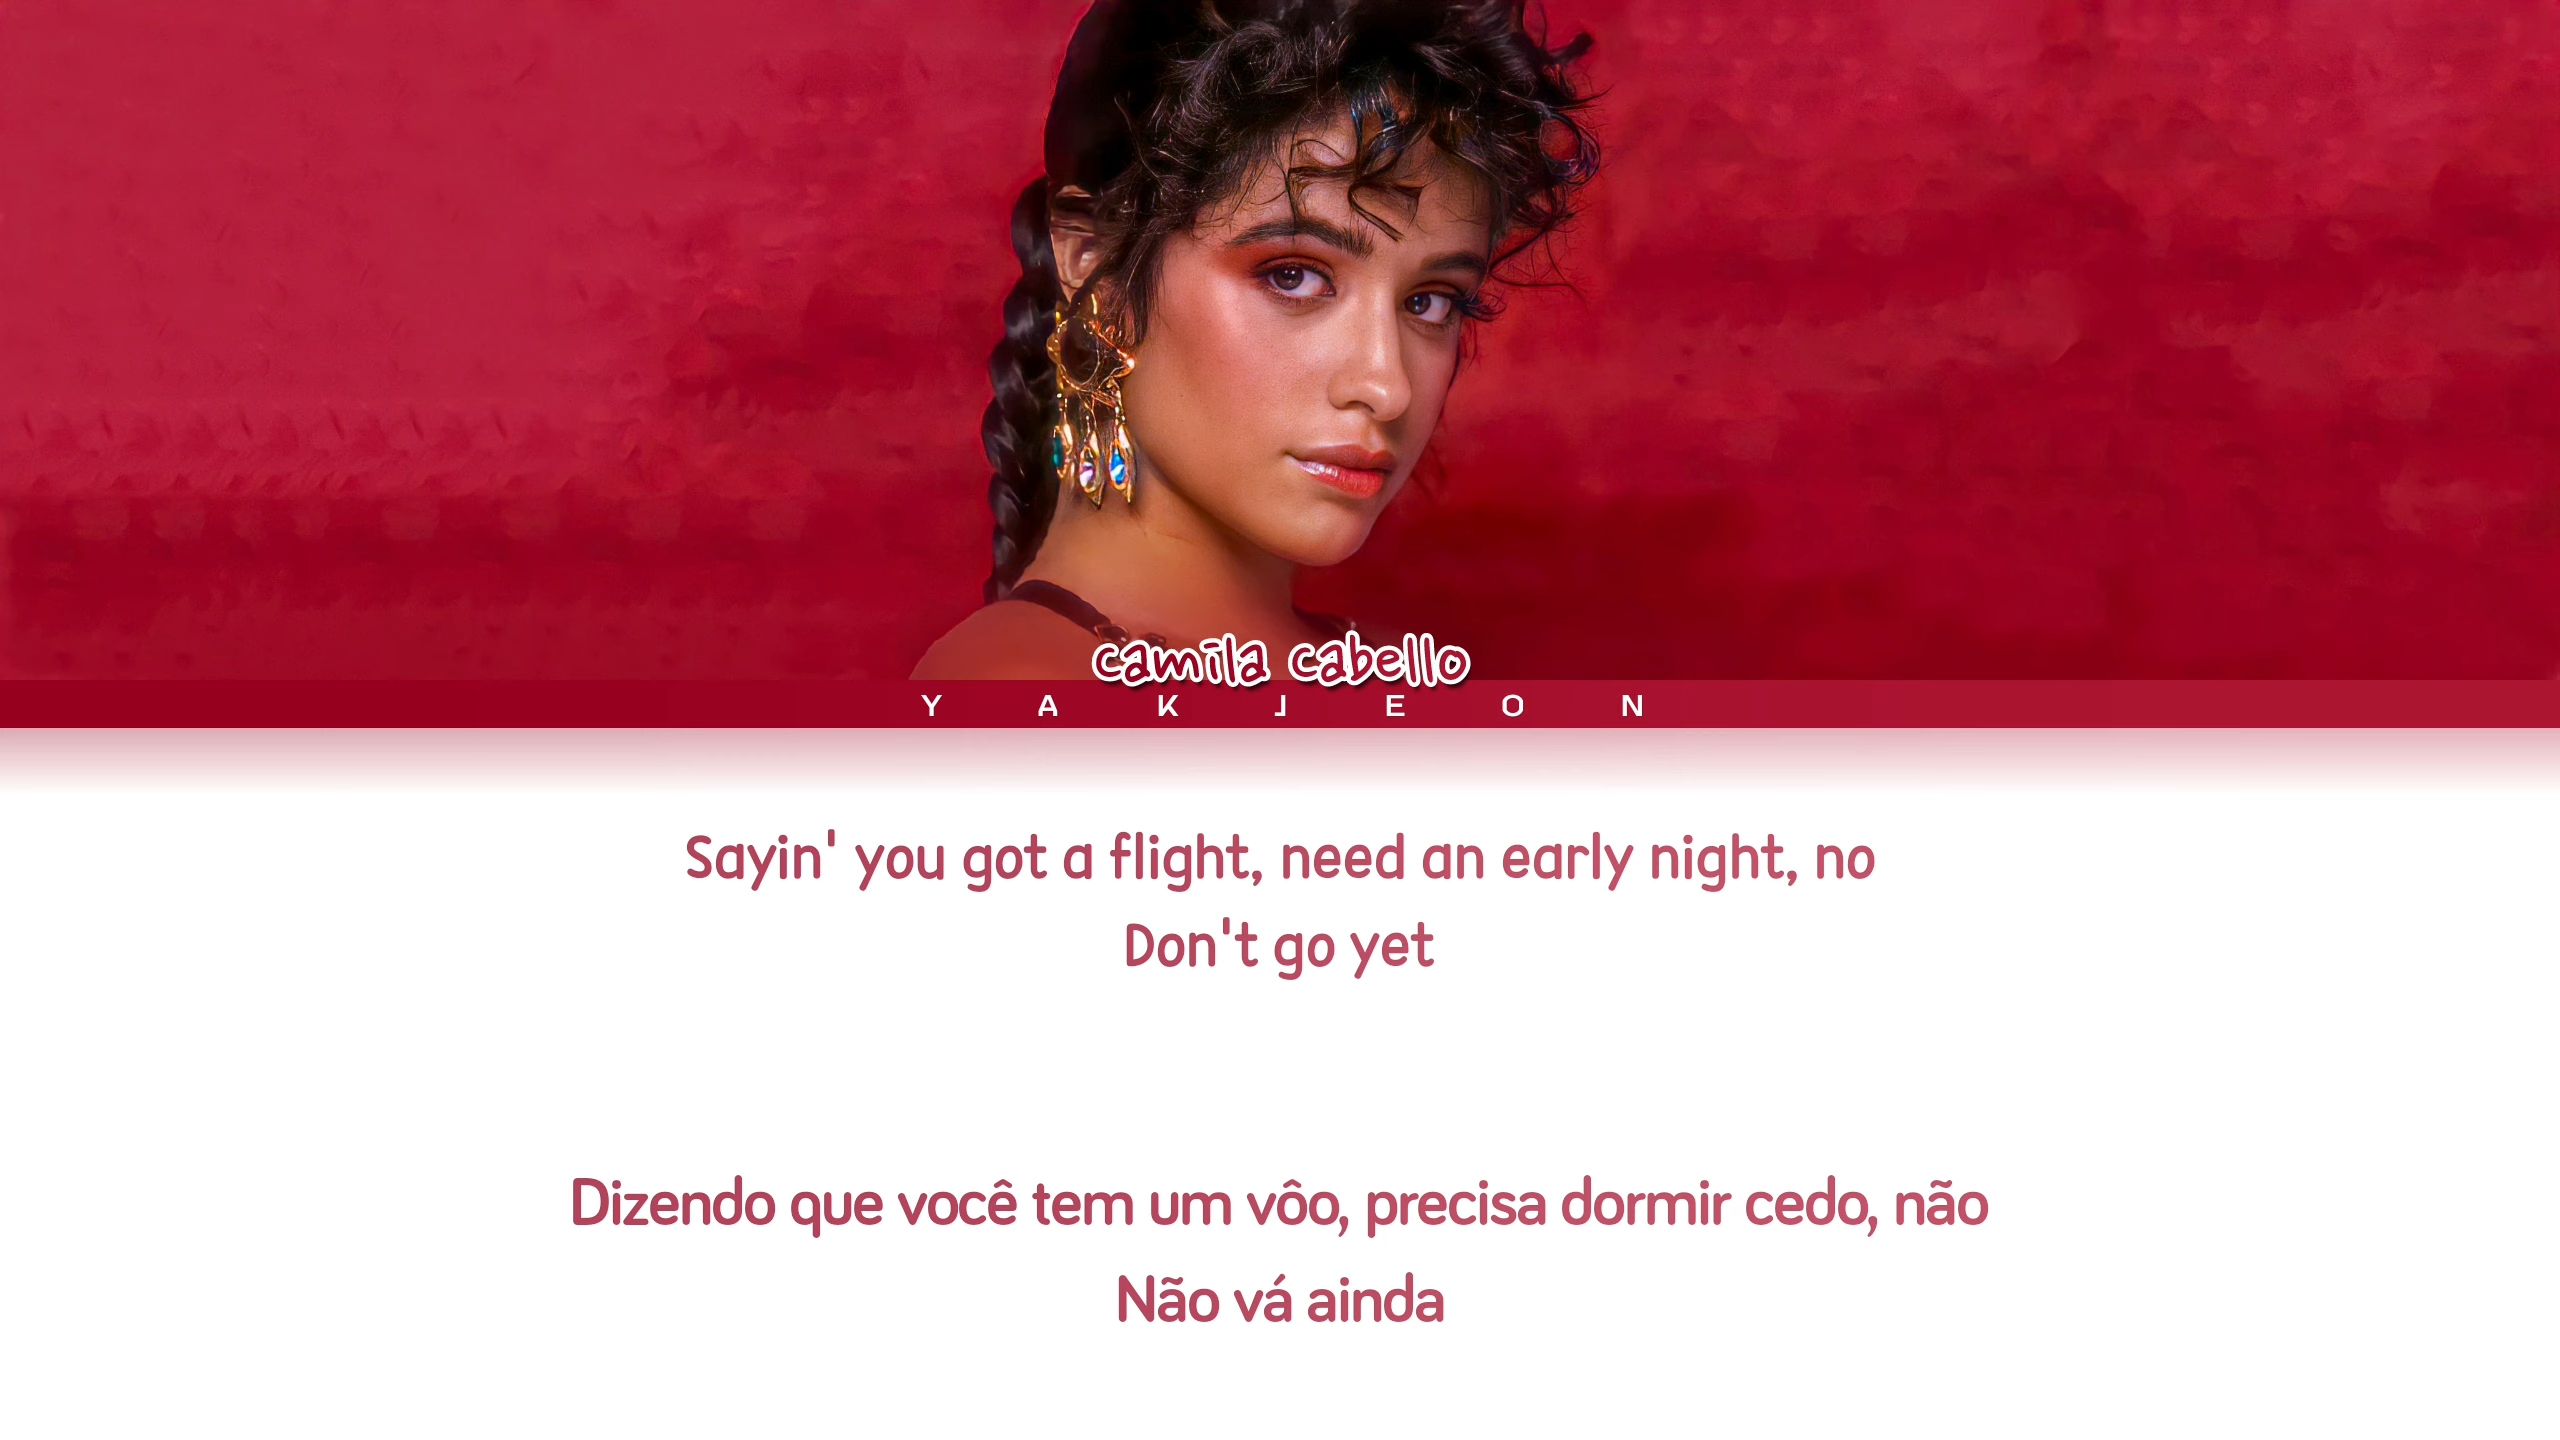 camila cabello
YAKJEON
Sayin' you got a flight, need an early night, no
Don't go yet
Dizendo que você tem um vôo, precisa dormir cedo, não
Não vá ainda